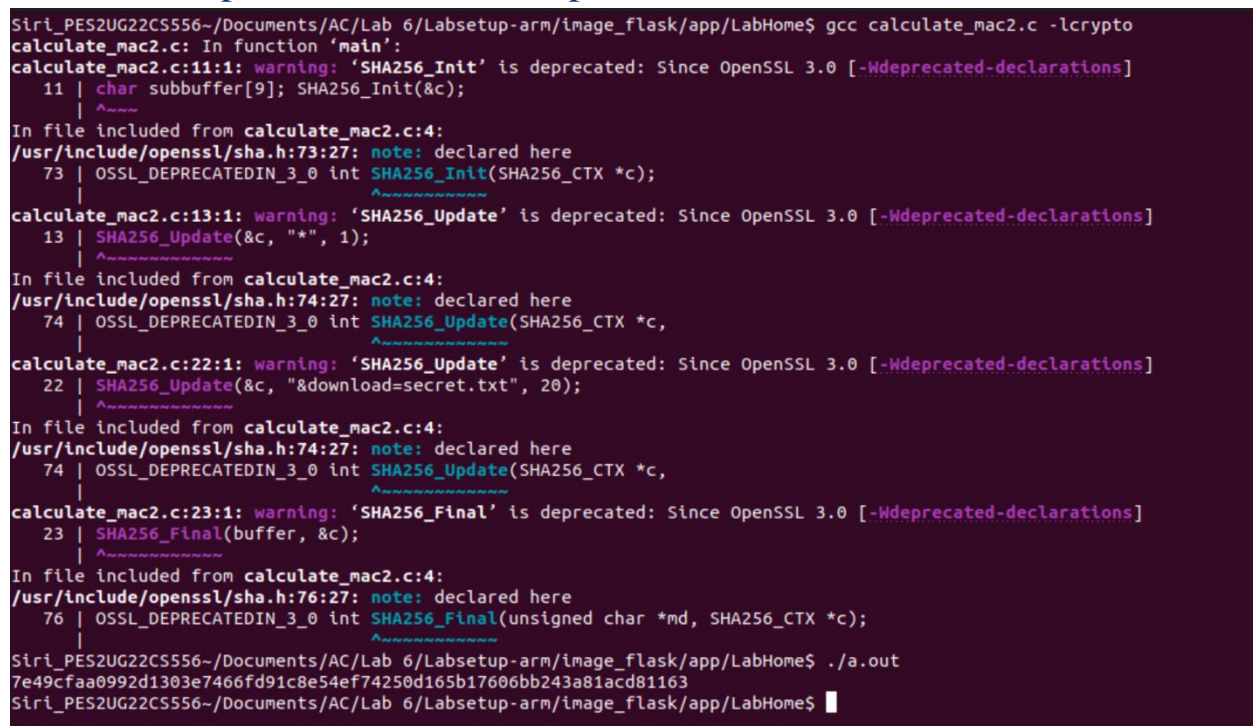 Siri_PES2UG22CS556~/Documents/AC/Lab 6/Labsetup-arm/image_flask/app/LabHome$ gcc calculate_mac2.c -lcrypto
calculate_mac2.c: In function ‘main’:
calculate_mac2.c:11:1: warning: ‘SHA256_Init’ is deprecated: Since OpenSSL 3.0 [-Wdeprecated-declarations]
   11 | char subbuffer[9]; SHA256_Init(&c);
      | ^~~~
In file included from calculate_mac2.c:4:
/usr/include/openssl/sha.h:73:27: note: declared here
   73 | OSSL_DEPRECATEDIN_3_0 int SHA256_Init(SHA256_CTX *c);
      |                           ^~~~~~~~~~~
calculate_mac2.c:13:1: warning: ‘SHA256_Update’ is deprecated: Since OpenSSL 3.0 [-Wdeprecated-declarations]
   13 | SHA256_Update(&c, "*", 1);
      | ^~~~~~~~~~~~~
In file included from calculate_mac2.c:4:
/usr/include/openssl/sha.h:74:27: note: declared here
   74 | OSSL_DEPRECATEDIN_3_0 int SHA256_Update(SHA256_CTX *c,
      |                           ^~~~~~~~~~~~~
calculate_mac2.c:22:1: warning: ‘SHA256_Update’ is deprecated: Since OpenSSL 3.0 [-Wdeprecated-declarations]
   22 | SHA256_Update(&c, "&download=secret.txt", 20);
      | ^~~~~~~~~~~~~
In file included from calculate_mac2.c:4:
/usr/include/openssl/sha.h:74:27: note: declared here
   74 | OSSL_DEPRECATEDIN_3_0 int SHA256_Update(SHA256_CTX *c,
      |                           ^~~~~~~~~~~~~
calculate_mac2.c:23:1: warning: ‘SHA256_Final’ is deprecated: Since OpenSSL 3.0 [-Wdeprecated-declarations]
   23 | SHA256_Final(buffer, &c);
      | ^~~~~~~~~~~~
In file included from calculate_mac2.c:4:
/usr/include/openssl/sha.h:76:27: note: declared here
   76 | OSSL_DEPRECATEDIN_3_0 int SHA256_Final(unsigned char *md, SHA256_CTX *c);
      |                           ^~~~~~~~~~~~
Siri_PES2UG22CS556~/Documents/AC/Lab 6/Labsetup-arm/image_flask/app/LabHome$ ./a.out
7e49cfaa0992d1303e7466fd91c8e54ef74250d165b17606bb243a81acd81163
Siri_PES2UG22CS556~/Documents/AC/Lab 6/Labsetup-arm/image_flask/app/LabHome$